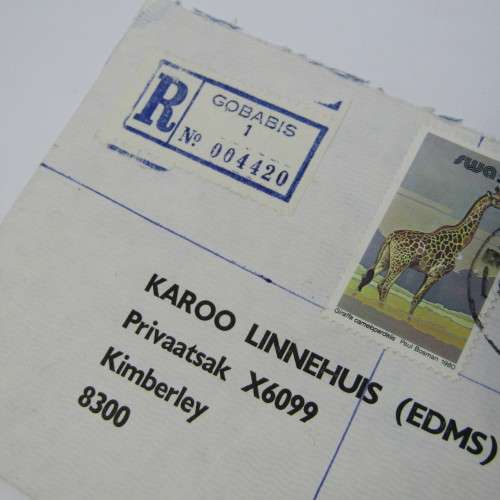 R
GOBABIS
1
No 004420
swa
Giraffa camelopardalis Paul Bosman 1980
KAROO LINNEHUIS (EDMS)
Privaatsak X6099
Kimberley
8300